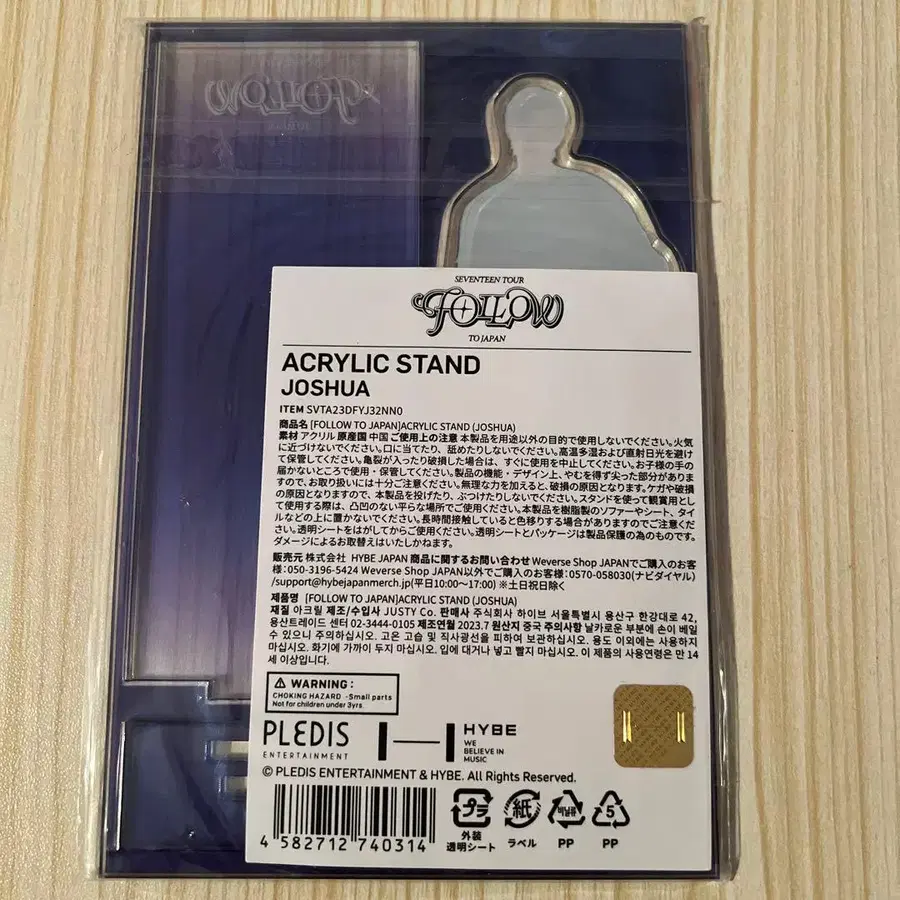 SEVENTEEN TOUR
FOLLOW
TO JAPAN
ACRYLIC STAND
JOSHUA
ITEM SVTA23DFYJ32NN0
商品名 [FOLLOW TO JAPAN]ACRYLIC STAND (JOSHUA)
素材 アクリル 原産国 中国 ご使用上の注意 本製品を用途以外の目的で使用しないでください。火気
に近づけないでください。口に当てたり、舐めたりしないでください。高温多湿および直射日光を避け
て保管してください。亀裂が入ったり破損した場合は、すぐに使用を中止してください。お子様の手の
届かないところで使用・保管してください。製品の機能・デザイン上、やむを得ず尖った部分がありま
すので、お取り扱いには十分ご注意ください。無理な力を加えると、破損の原因となります。ケガや破損
の原因となりますので、本製品を投げたり、ぶつけたりしないでください。スタンドを使って観賞用とし
て使用する際は、凸凹のない平らな場所でご使用ください。本製品を樹脂製のソファーやシート、タイ
ルなどの上に置かないでください。長時間接触していると色移りする場合がありますのでご注意くださ
い。透明シートをはがしてからご使用ください。透明シートとパッケージは製品保護の為のものです。
ダメージによるお取替えはいたしかねます。
販売元 株式会社 HYBE JAPAN 商品に関するお問い合わせ Weverse Shop JAPANでご購入のお客
様:050-3196-5424 Weverse Shop JAPAN以外でご購入のお客様:0570-058030(ナビダイヤル)
/support@hybejapanmerch.jp(平日10:00〜17:00) ※土日祝日除く
제품명 [FOLLOW TO JAPAN]ACRYLIC STAND (JOSHUA)
재질 아크릴 제조/수입사 JUSTY Co. 판매사 주식회사 하이브 서울특별시 용산구 한강대로 42,
용산트레이드 센터 02-3444-0105 제조연월 2023.7 원산지 중국 주의사항 날카로운 부분에 손이 베일
수 있으니 주의하십시오. 고온 고습 및 직사광선을 피하여 보관하십시오. 용도 이외에는 사용하지
마십시오. 화기에 가까이 두지 마십시오. 입에 대거나 넣고 빨지 마십시오. 이 제품의 사용연령은 만 14
세 이상입니다.
WARNING :
CHOKING HAZARD -Small parts
Not for children under 3yrs.
PLEDIS
ENTERTAINMENT
HYBE
WE
BELIEVE IN
MUSIC
© PLEDIS ENTERTAINMENT & HYBE. All Rights Reserved.
4 582712 740314
プラ
外装
透明シート
紙
ラベル
비닐류
PP
5
PP